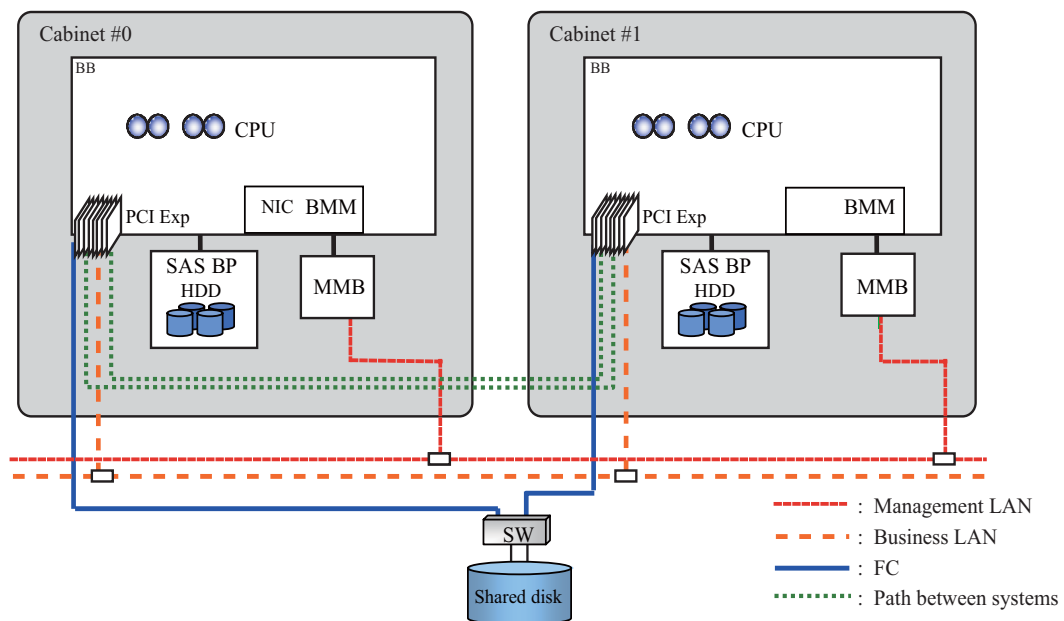 Cabinet #0
BB
CPU
PCI Exp
NIC BMM
SAS BP
HDD
MMB
Cabinet #1
BB
CPU
PCI Exp
BMM
SAS BP
HDD
MMB
SW
Shared disk
: Management LAN
: Business LAN
: FC
: Path between systems